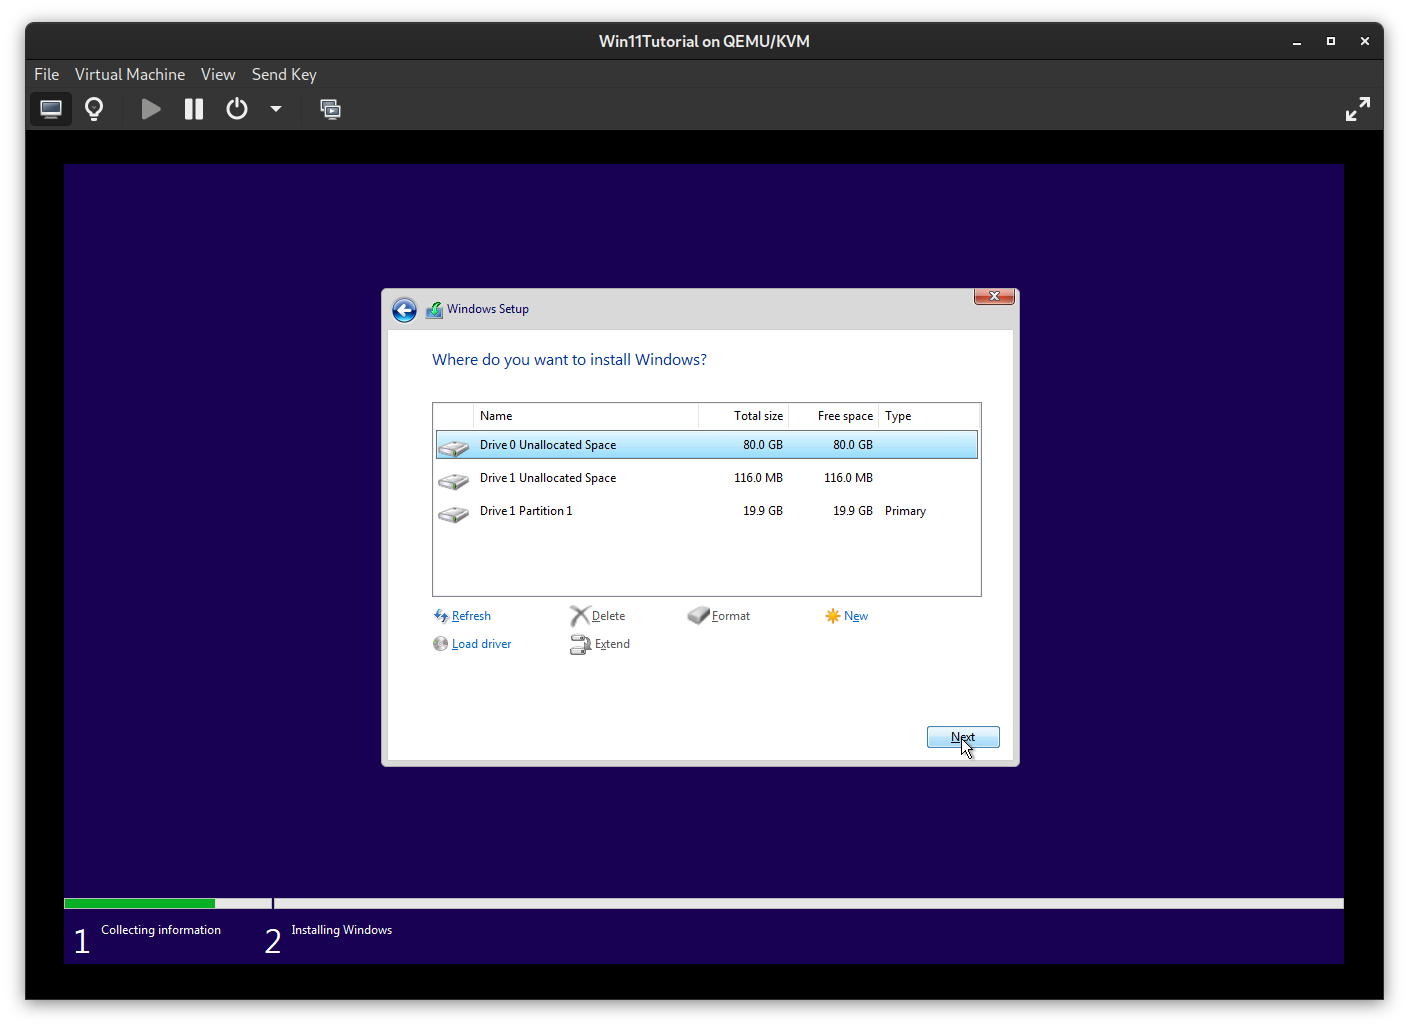 Win11Tutorial on QEMU/KVM
File Virtual Machine View Send Key
Windows Setup
Where do you want to install Windows?
Name Total size Free space Type
Drive 0 Unallocated Space 80.0 GB 80.0 GB
Drive 1 Unallocated Space 116.0 MB 116.0 MB
Drive 1 Partition 1 19.9 GB 19.9 GB Primary
Refresh Delete Format New
Load driver Extend
Next
1 Collecting information 2 Installing Windows